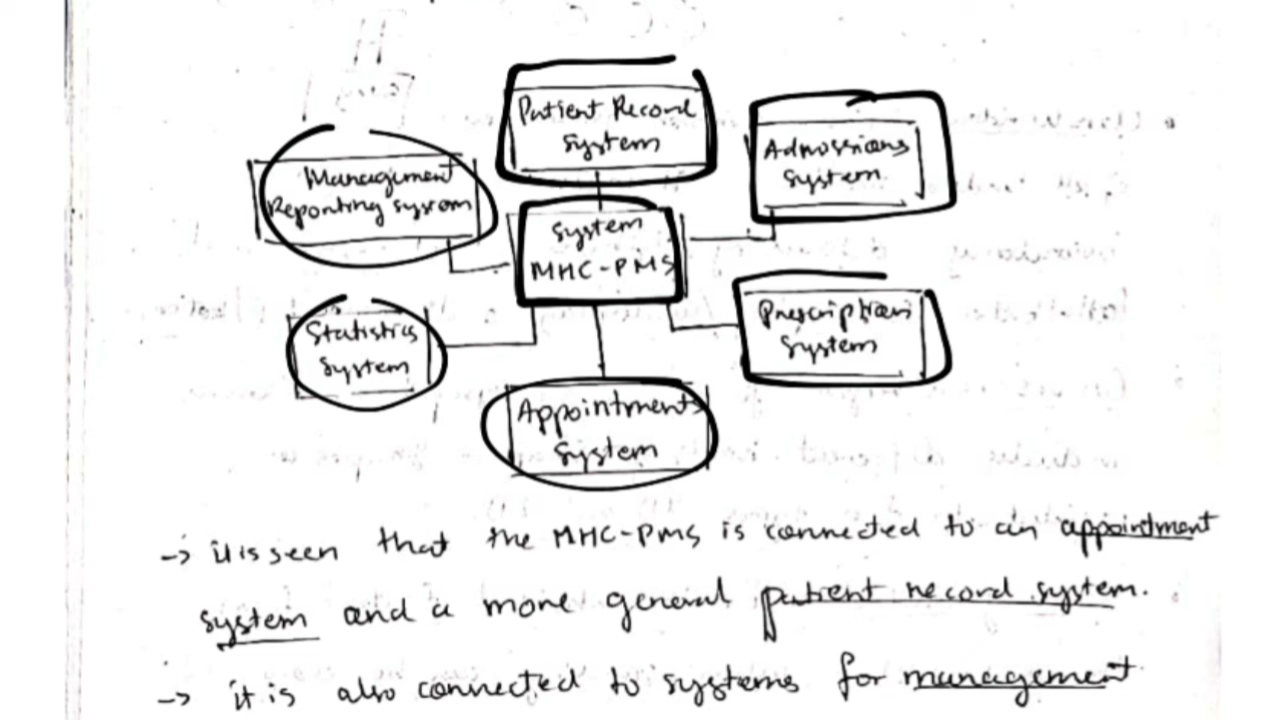 Patient Record
System
Admissions
System
Management
Reporting system
System
MHC-PMS
Prescription
System
Statistics
System
Appointments
System
-> it is seen that the MHC-PMS is connected to an appointment
system and a more general patient record system.
-> it is also connected to systems for management